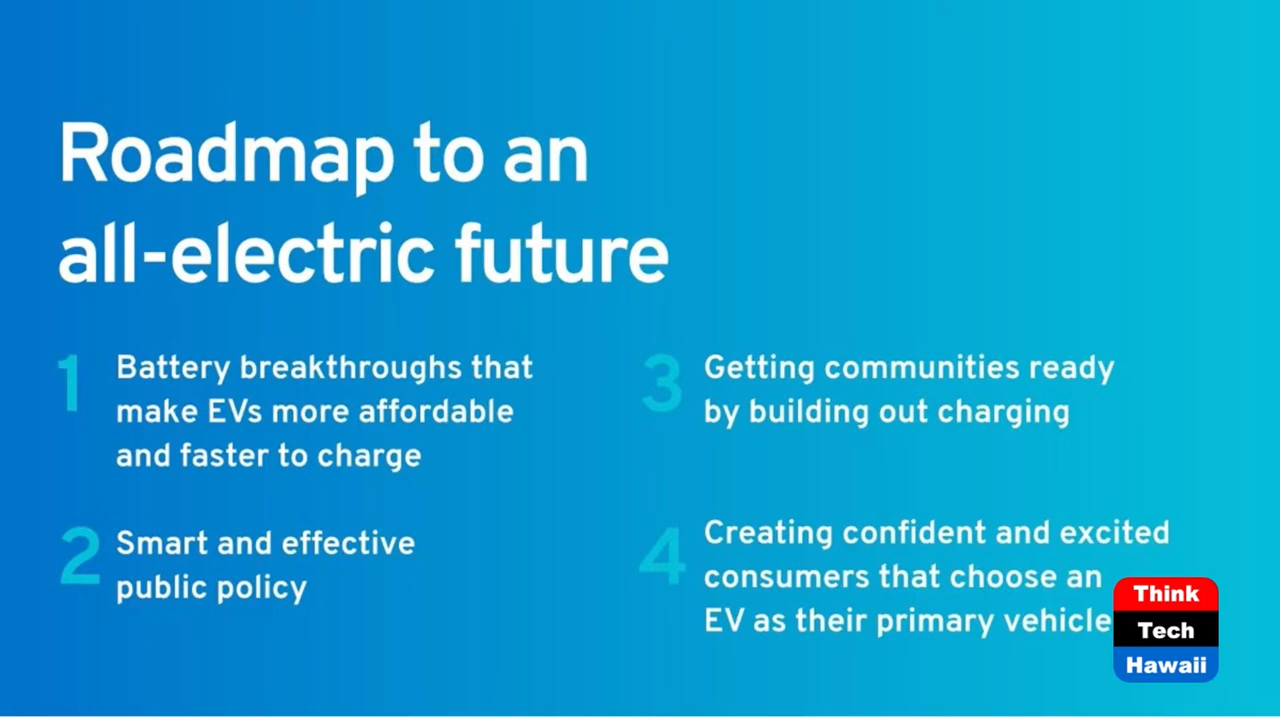 Roadmap to an
all-electric future
1
Battery breakthroughs that
make EVs more affordable
and faster to charge
2
Smart and effective
public policy
3
Getting communities ready
by building out charging
4
Creating confident and excited
consumers that choose an
EV as their primary vehicle
Think
Tech
Hawaii